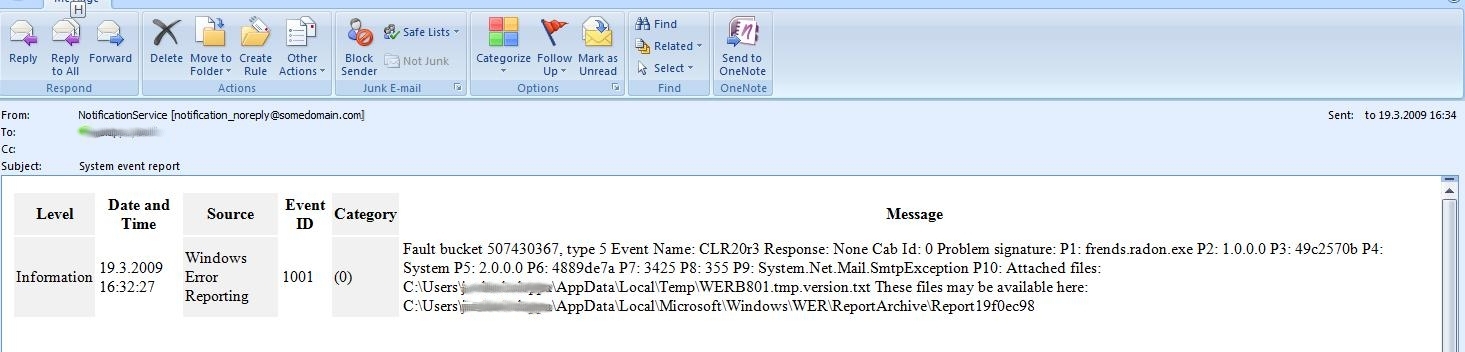 Message
H
Reply
Reply to All
Forward
Respond
Delete
Move to Folder
Create Rule
Other Actions
Actions
Block Sender
Safe Lists
Not Junk
Junk E-mail
Categorize
Follow Up
Mark as Unread
Options
Find
Related
Select
Find
Send to OneNote
OneNote
From: NotificationService [notification_noreply@somedomain.com]
Sent: to 19.3.2009 16:34
To:
Cc:
Subject: System event report
Level Date and Time Source Event ID Category Message
Information 19.3.2009 16:32:27 Windows Error Reporting 1001 (0)
Fault bucket 507430367, type 5 Event Name: CLR20r3 Response: None Cab Id: 0 Problem signature: P1: frends.radon.exe P2: 1.0.0.0 P3: 49c2570b P4:
System P5: 2.0.0.0 P6: 4889de7a P7: 3425 P8: 355 P9: System.Net.Mail.SmtpException P10: Attached files:
C:\Users\ \AppData\Local\Temp\WERB801.tmp.version.txt These files may be available here:
C:\Users\ \AppData\Local\Microsoft\Windows\WER\ReportArchive\Report19f0ec98